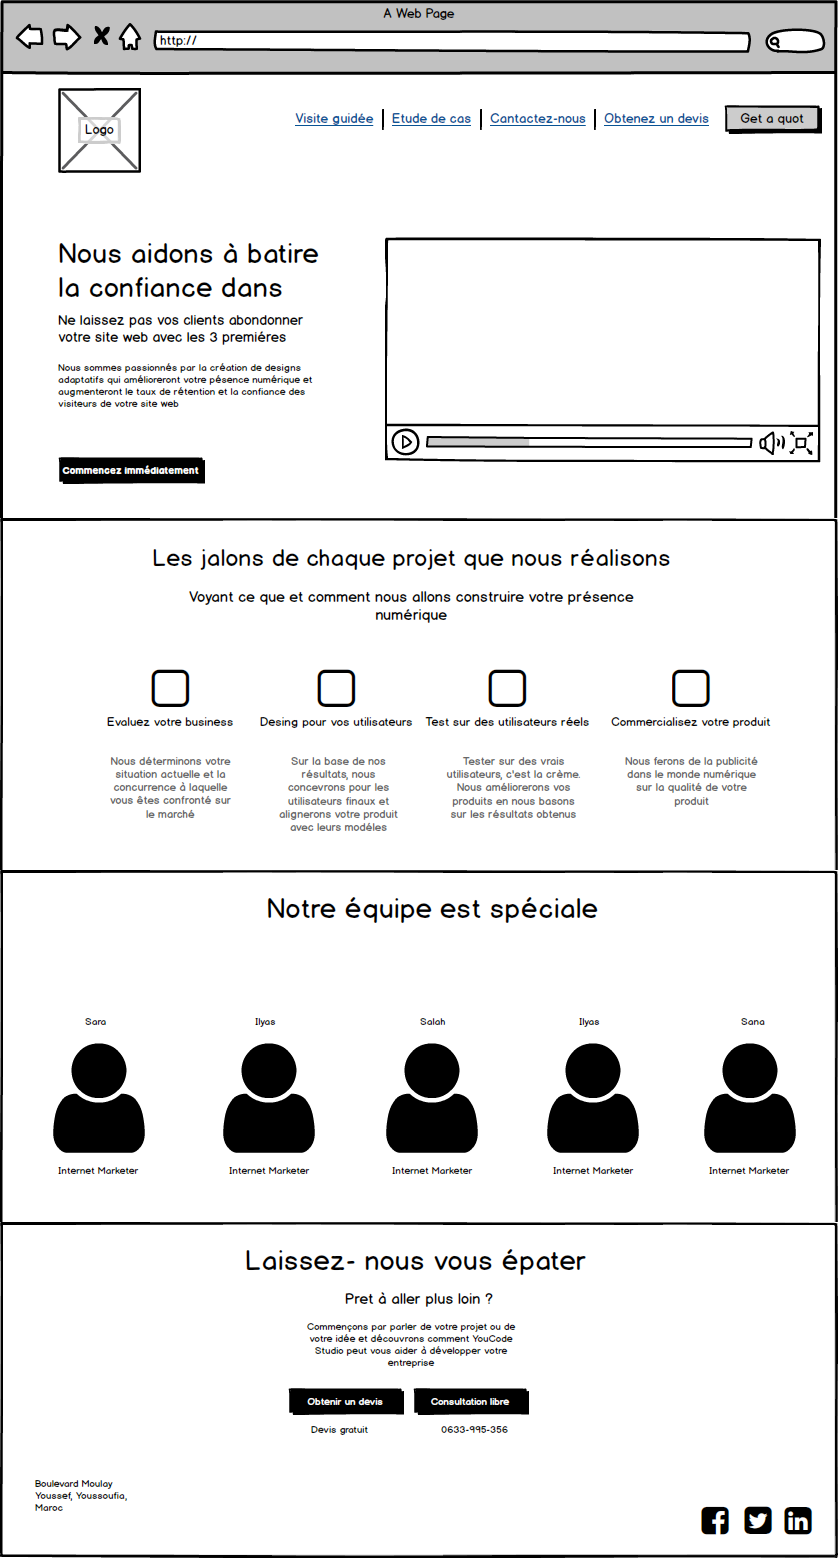 A Web Page
http://
Logo
Visite guidée
Etude de cas
Contactez-nous
Obtenez un devis
Get a quot
Nous aidons à batire
la confiance dans
Ne laissez pas vos clients abondonner
votre site web avec les 3 premiéres
Nous sommes passionnés par la création de designs
adaptatifs qui amélioreront votre pésence numérique et
augmenteront le taux de rétention et la confiance des
visiteurs de votre site web
Commencez immédiatement
Les jalons de chaque projet que nous réalisons
Voyant ce que et comment nous allons construire votre présence
numérique
Evaluez votre business
Nous déterminons votre
situation actuelle et la
concurrence à laquelle
vous êtes confronté sur
le marché
Desing pour vos utilisateurs
Sur la base de nos
résultats, nous
concevrons pour les
utilisateurs finaux et
alignerons votre produit
avec leurs modéles
Test sur des utilisateurs réels
Tester sur des vrais
utilisateurs, c'est la crème.
Nous améliorerons vos
produits en nous basons
sur les résultats obtenus
Commercialisez votre produit
Nous ferons de la publicité
dans le monde numérique
sur la qualité de votre
produit
Notre équipe est spéciale
Sara
Ilyas
Salah
Ilyas
Sana
Internet Marketer
Internet Marketer
Internet Marketer
Internet Marketer
Internet Marketer
Laissez- nous vous épater
Pret à aller plus loin ?
Commençons par parler de votre projet ou de
votre idée et découvrons comment YouCode
Studio peut vous aider à développer votre
entreprise
Obtenir un devis
Consultation libre
Devis gratuit
0633-995-356
Boulevard Moulay
Youssef, Youssoufia,
Maroc